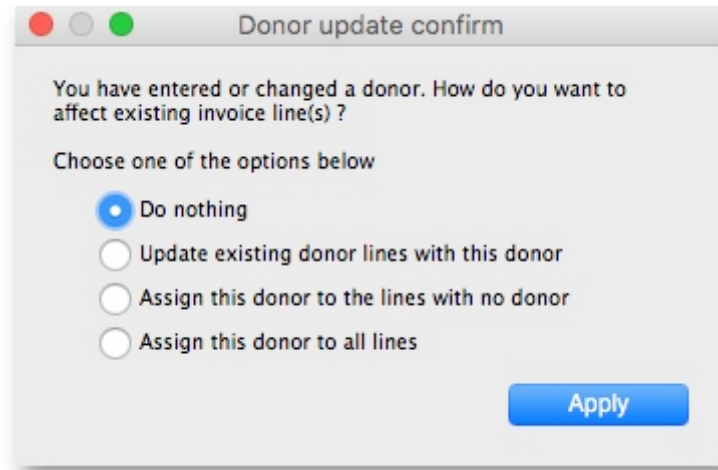 Donor update confirm
You have entered or changed a donor. How do you want to
affect existing invoice line(s) ?
Choose one of the options below
Do nothing
Update existing donor lines with this donor
Assign this donor to the lines with no donor
Assign this donor to all lines
Apply